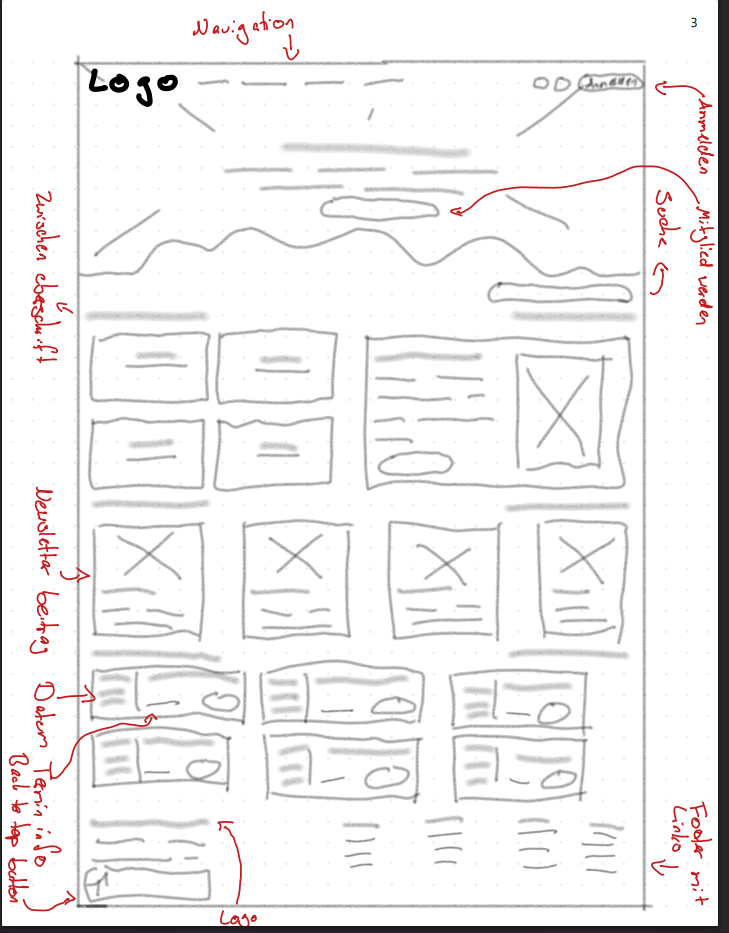 3
Navigation
Logo
Anmelden
Anmelden
Mitglied werden
Suche
Zwischen überschrift
Newsletter beitrag
Datum
Termin info
Back to top button
Logo
Footer mit
Links